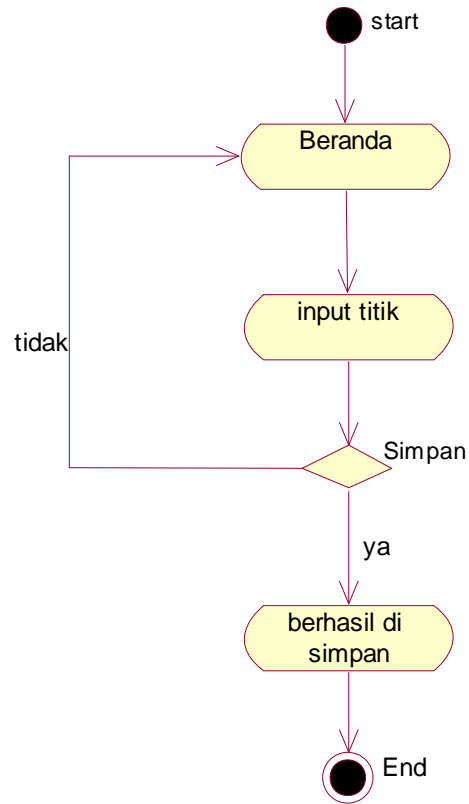 start
Beranda
input titik
tidak
Simpan
ya
berhasil di
simpan
End